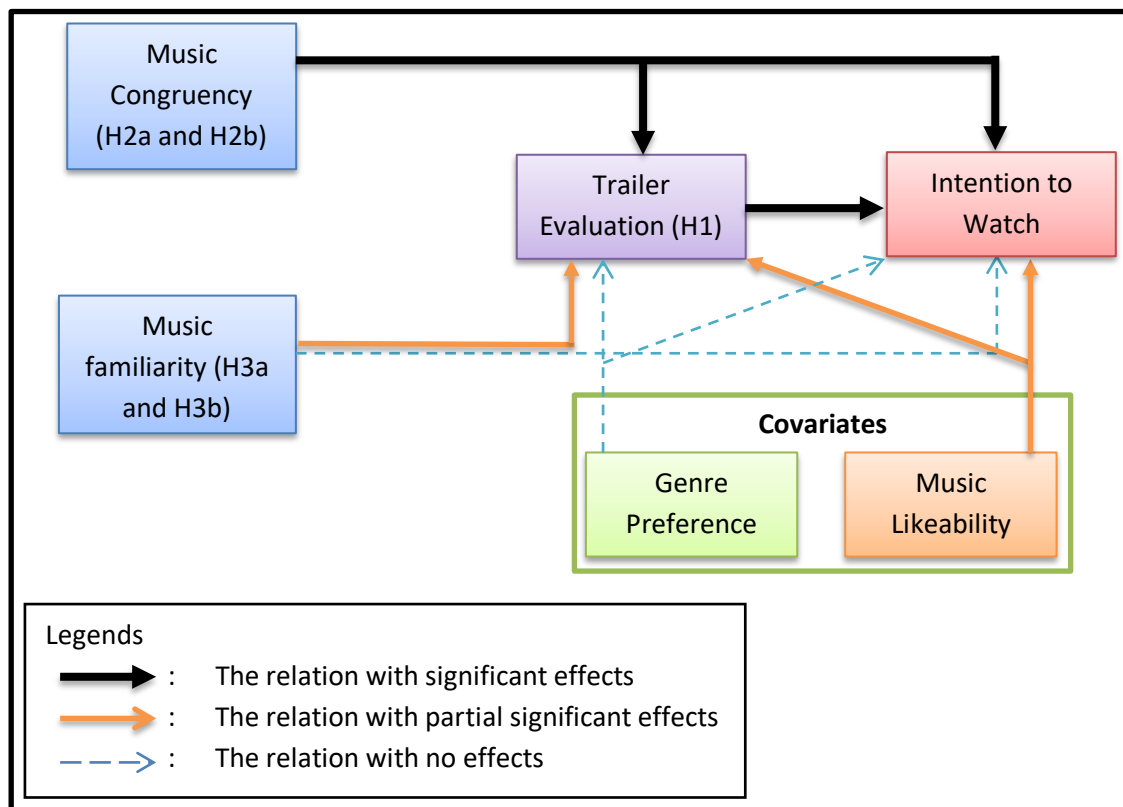 Music
Congruency
(H2a and H2b)
Trailer
Evaluation (H1)
Intention to
Watch
Music
familiarity (H3a
and H3b)
Covariates
Genre
Preference
Music
Likeability
Legends
: The relation with significant effects
: The relation with partial significant effects
: The relation with no effects